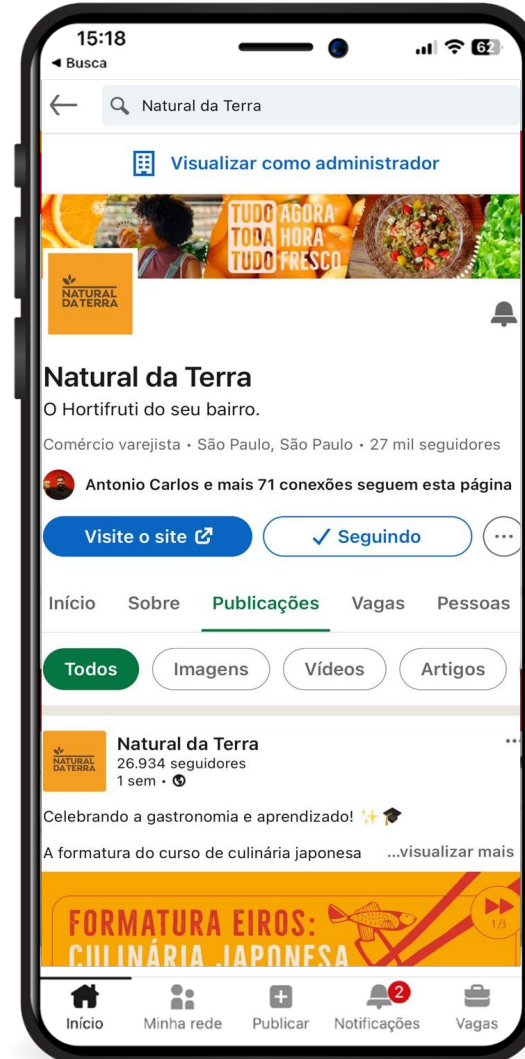 15:18
62
◄ Busca
Natural da Terra
Visualizar como administrador
TUDO AGORA
TODA HORA
TUDO FRESCO
NATURAL
DATERRA
Natural da Terra
O Hortifruti do seu bairro.
Comércio varejista • São Paulo, São Paulo • 27 mil seguidores
Antonio Carlos e mais 71 conexões seguem esta página
Visite o site
Seguindo
Início Sobre Publicações Vagas Pessoas
Todos Imagens Vídeos Artigos
NATURAL
DATERRA
Natural da Terra
26.934 seguidores
1 sem •
Celebrando a gastronomia e aprendizado! ✨🎓
A formatura do curso de culinária japonesa ...visualizar mais
FORMATURA EIROS:
CULINÁRIA JAPONESA
1/3
2
Início Minha rede Publicar Notificações Vagas